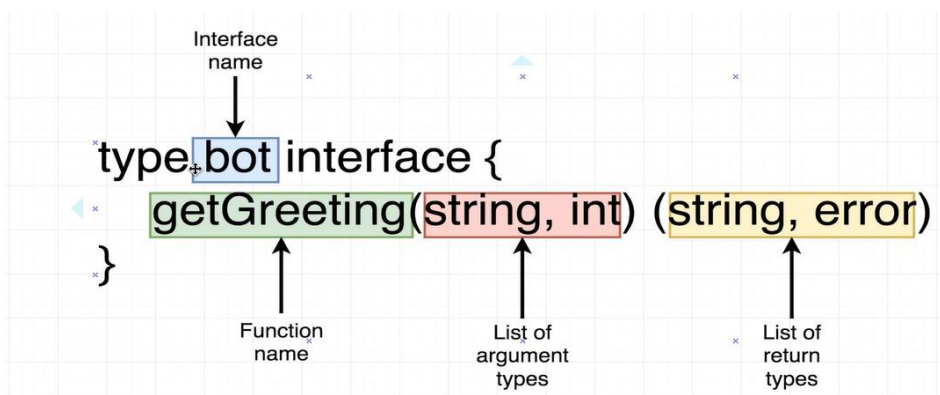 Interface
name
type bot interface {
getGreeting(string, int) (string, error)
}
Function
name
List of
argument
types
List of
return
types